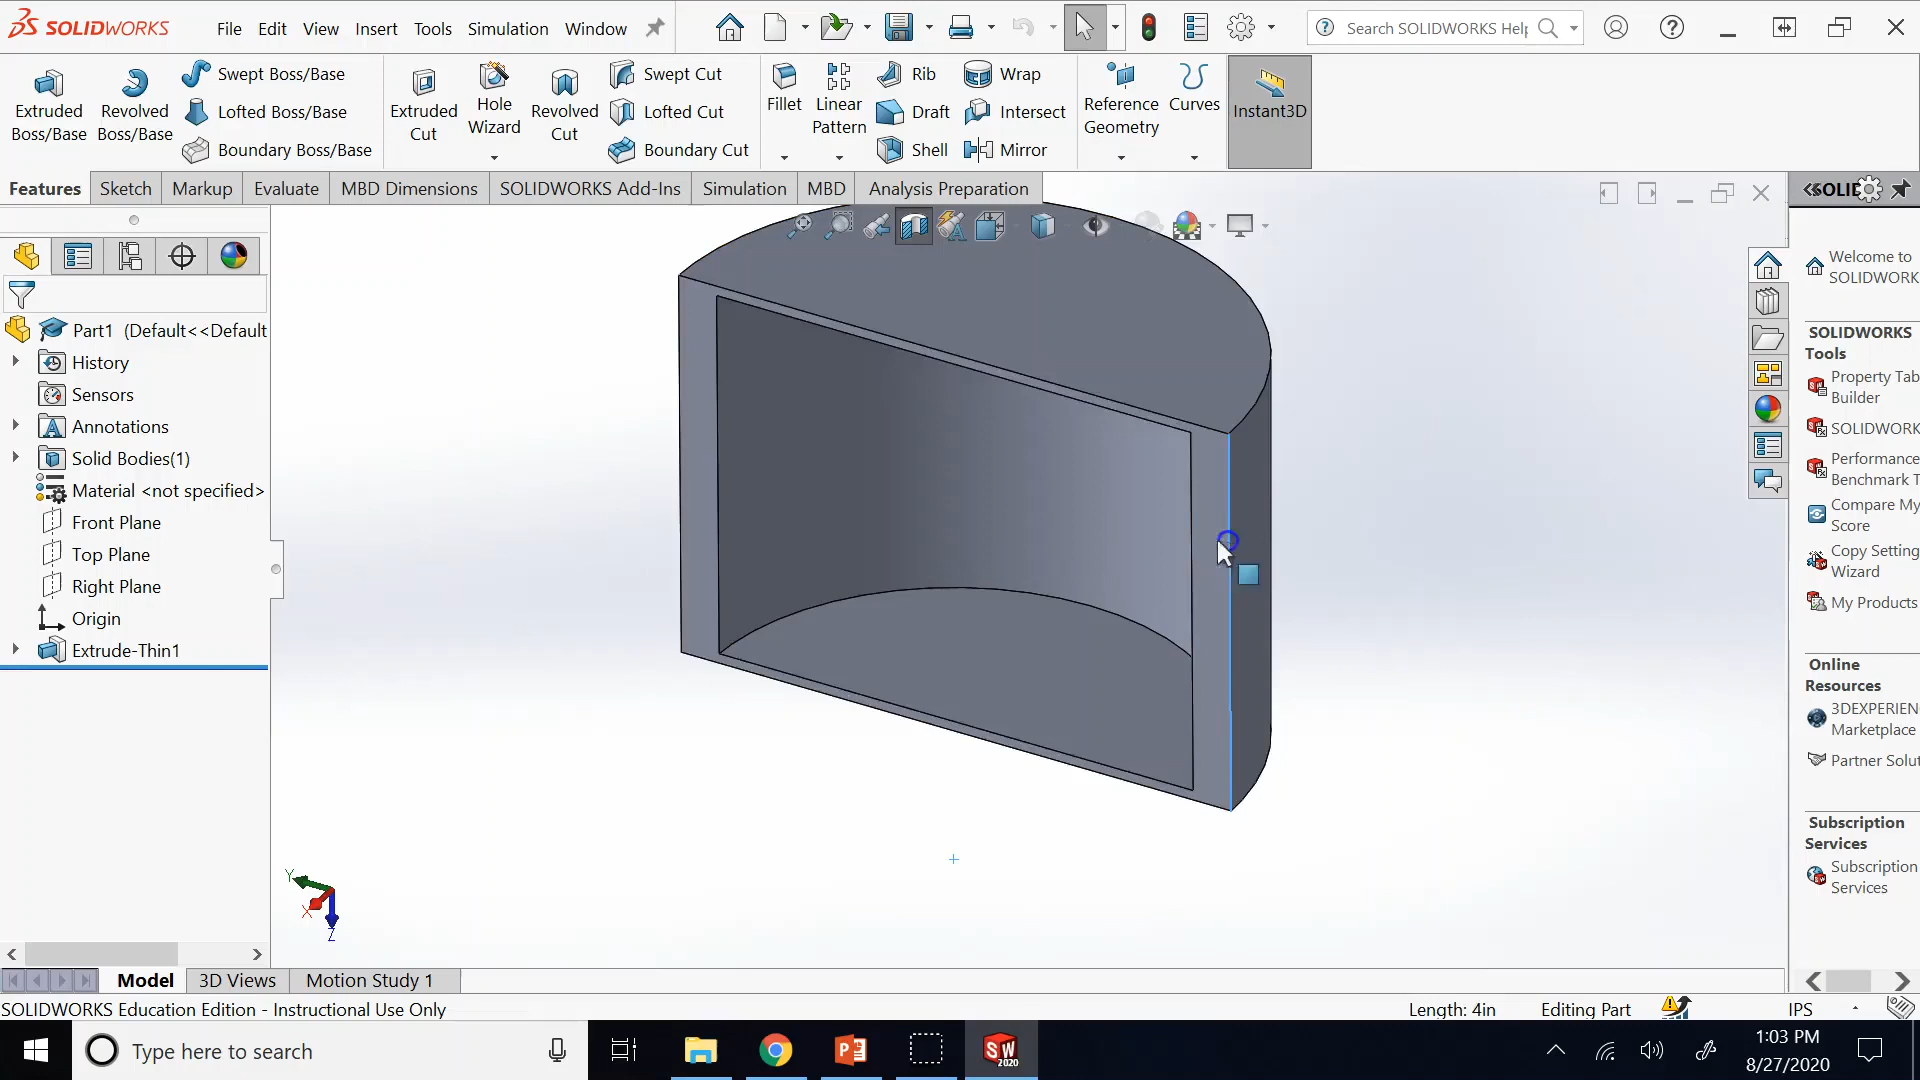 SOLIDWORKS File Edit View Insert Tools Simulation Window
Search SOLIDWORKS Help
Extruded Boss/Base
Revolved Boss/Base
Swept Boss/Base
Lofted Boss/Base
Boundary Boss/Base
Extruded Cut
Hole Wizard
Revolved Cut
Swept Cut
Lofted Cut
Boundary Cut
Fillet
Linear Pattern
Rib
Draft
Shell
Wrap
Intersect
Mirror
Reference Geometry
Curves
Instant3D
Features Sketch Markup Evaluate MBD Dimensions SOLIDWORKS Add-Ins Simulation MBD Analysis Preparation
SOLI
Part1 (Default<<Default
History
Sensors
Annotations
Solid Bodies(1)
Material <not specified>
Front Plane
Top Plane
Right Plane
Origin
Extrude-Thin1
Y
X
Z
Welcome to
SOLIDWORK
SOLIDWORKS
Tools
Property Tab
Builder
SOLIDWORK
Performance
Benchmark T
Compare My
Score
Copy Setting
Wizard
My Products
Online
Resources
3DEXPERIEN
Marketplace
Partner Solut
Subscription
Services
Subscription
Services
Model 3D Views Motion Study 1
SOLIDWORKS Education Edition - Instructional Use Only
Length: 4in Editing Part IPS
Type here to search
SW
2020
1:03 PM
8/27/2020